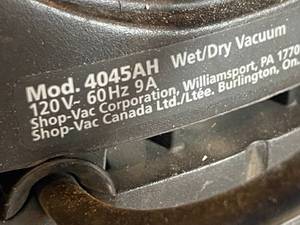 Mod. 4045AH Wet/Dry Vacuum
120V~ 60Hz 9A
Shop-Vac Corporation, Williamsport, PA 1770
Shop-Vac Canada Ltd./Ltée. Burlington, On.